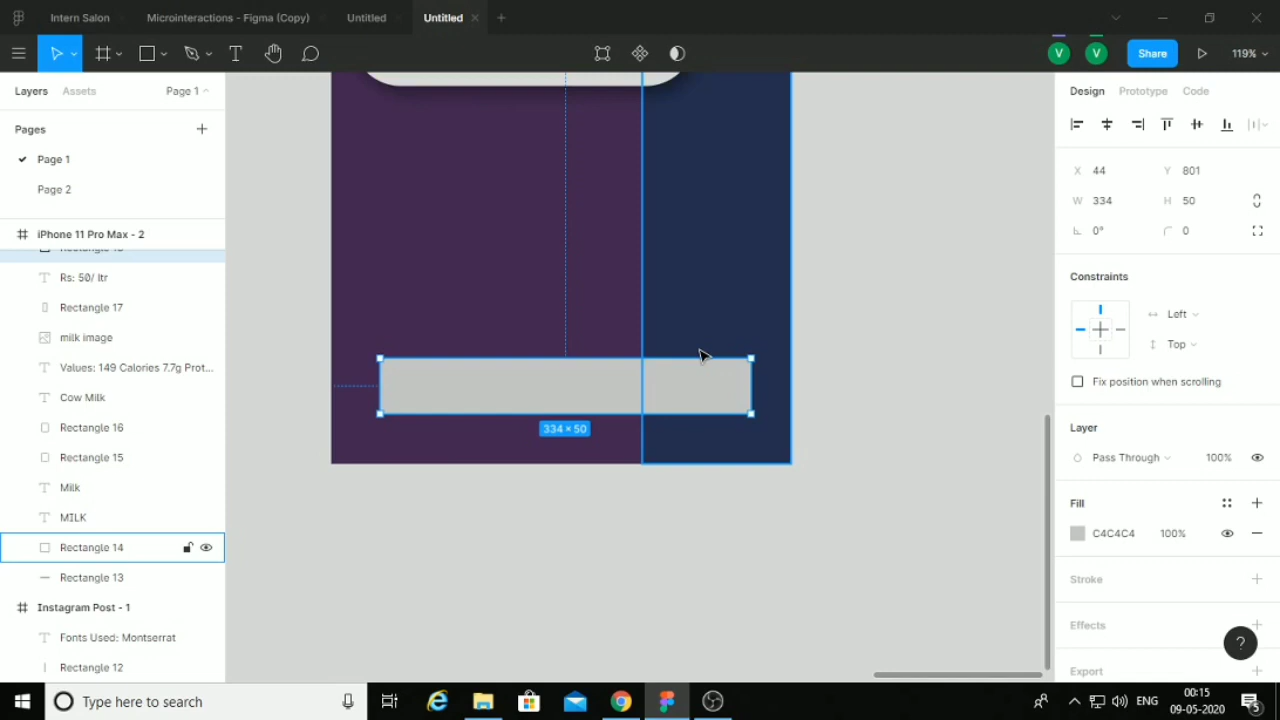 Intern Salon
Microinteractions - Figma (Copy)
Untitled
Untitled
Share
119%
V
V
Layers
Assets
Page 1
Pages
Page 1
Page 2
iPhone 11 Pro Max - 2
Rs: 50/ ltr
Rectangle 17
milk image
Values: 149 Calories 7.7g Prot...
Cow Milk
Rectangle 16
Rectangle 15
Milk
MILK
Rectangle 14
Rectangle 13
Instagram Post - 1
Fonts Used: Montserrat
Rectangle 12
334 × 50
Design
Prototype
Code
X 44
Y 801
W 334
H 50
0°
0
Constraints
Left
Top
Fix position when scrolling
Layer
Pass Through
100%
Fill
C4C4C4
100%
Stroke
Effects
Export
?
Type here to search
ENG
00:15
09-05-2020
5